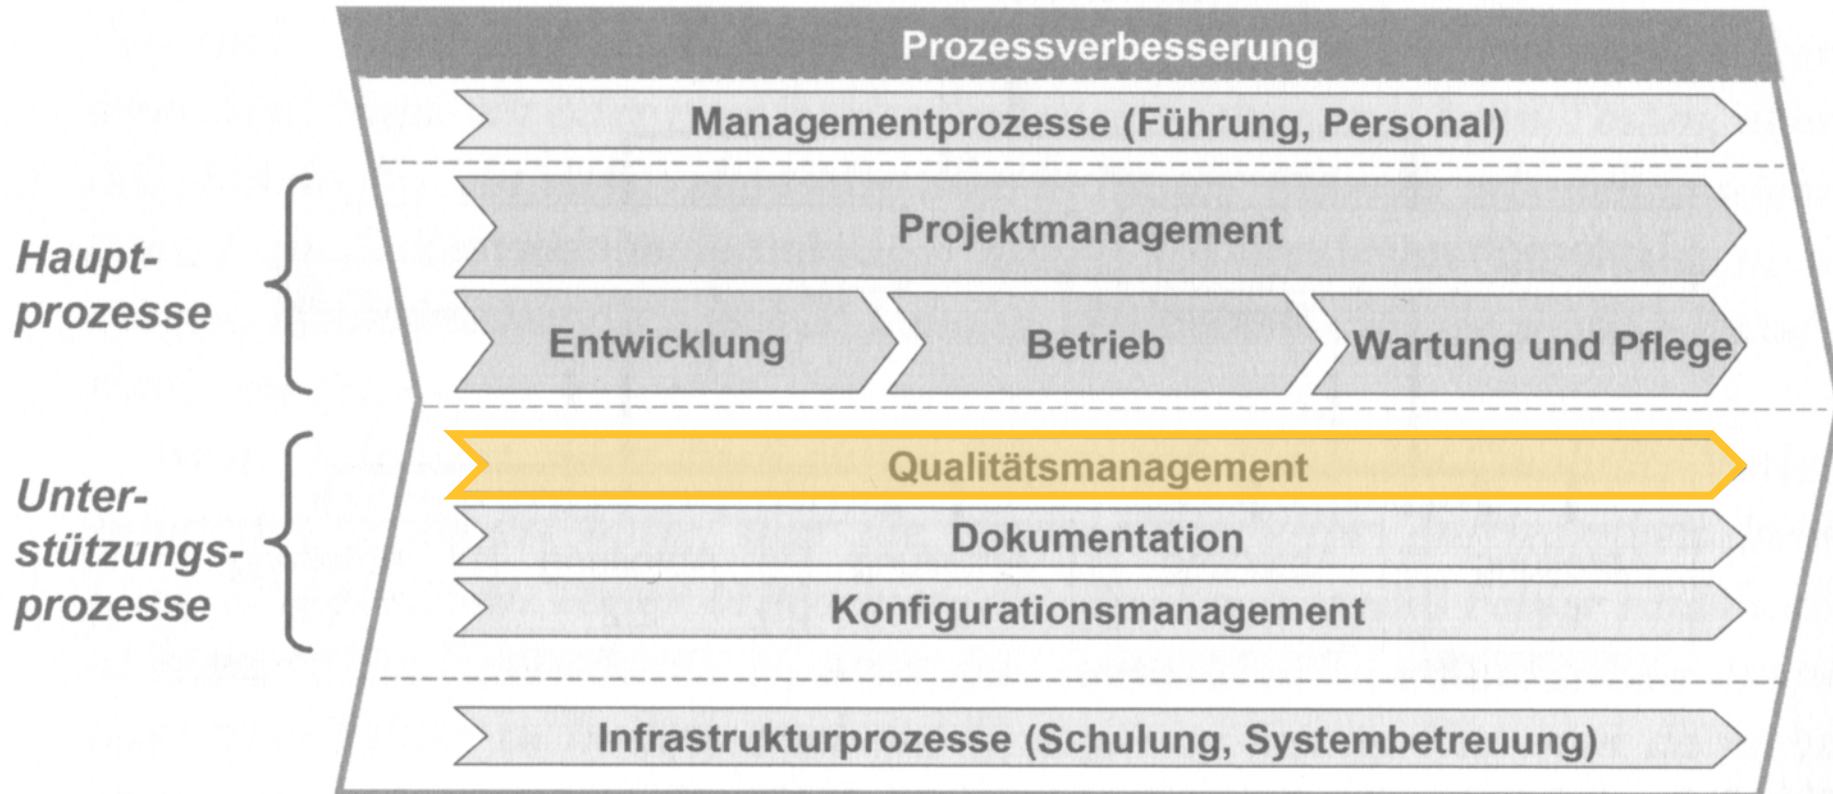 Prozessverbesserung
Managementprozesse (Führung, Personal)
Haupt-
prozesse
Projektmanagement
Entwicklung
Betrieb
Wartung und Pflege
Unter-
stützungs-
prozesse
Qualitätsmanagement
Dokumentation
Konfigurationsmanagement
Infrastrukturprozesse (Schulung, Systembetreuung)